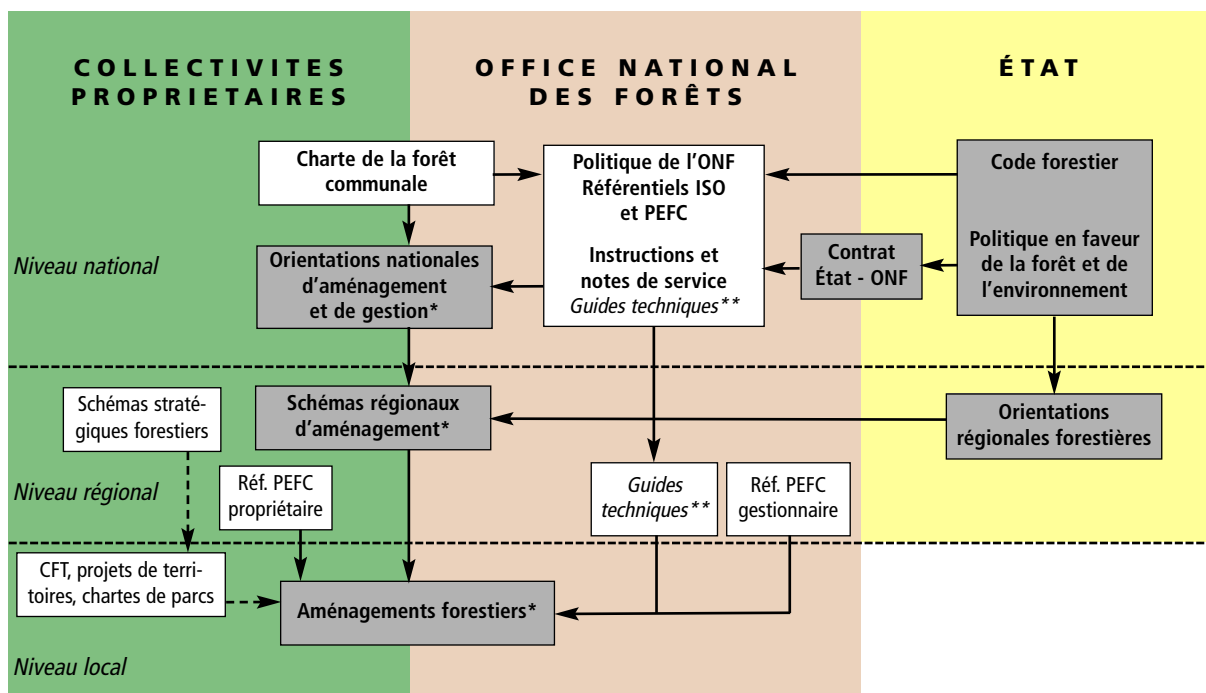 COLLECTIVITES
PROPRIETAIRES
OFFICE NATIONAL
DES FORÊTS
ÉTAT
Niveau national
Charte de la forêt
communale
Orientations nationales
d'aménagement
et de gestion*
Politique de l'ONF
Référentiels ISO
et PEFC
Instructions et
notes de service
Guides techniques**
Contrat
État - ONF
Code forestier
Politique en faveur
de la forêt et de
l'environnement
Niveau régional
Schémas straté-
giques forestiers
Schémas régionaux
d'aménagement*
Orientations
régionales forestières
Réf. PEFC
propriétaire
Guides
techniques**
Réf. PEFC
gestionnaire
CFT, projets de terri-
toires, chartes de parcs
Aménagements forestiers*
Niveau local